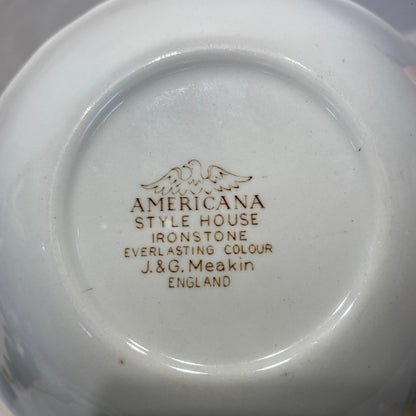 AMERICANA
STYLE HOUSE
IRONSTONE
EVERLASTING COLOUR
J.&G. Meakin
ENGLAND